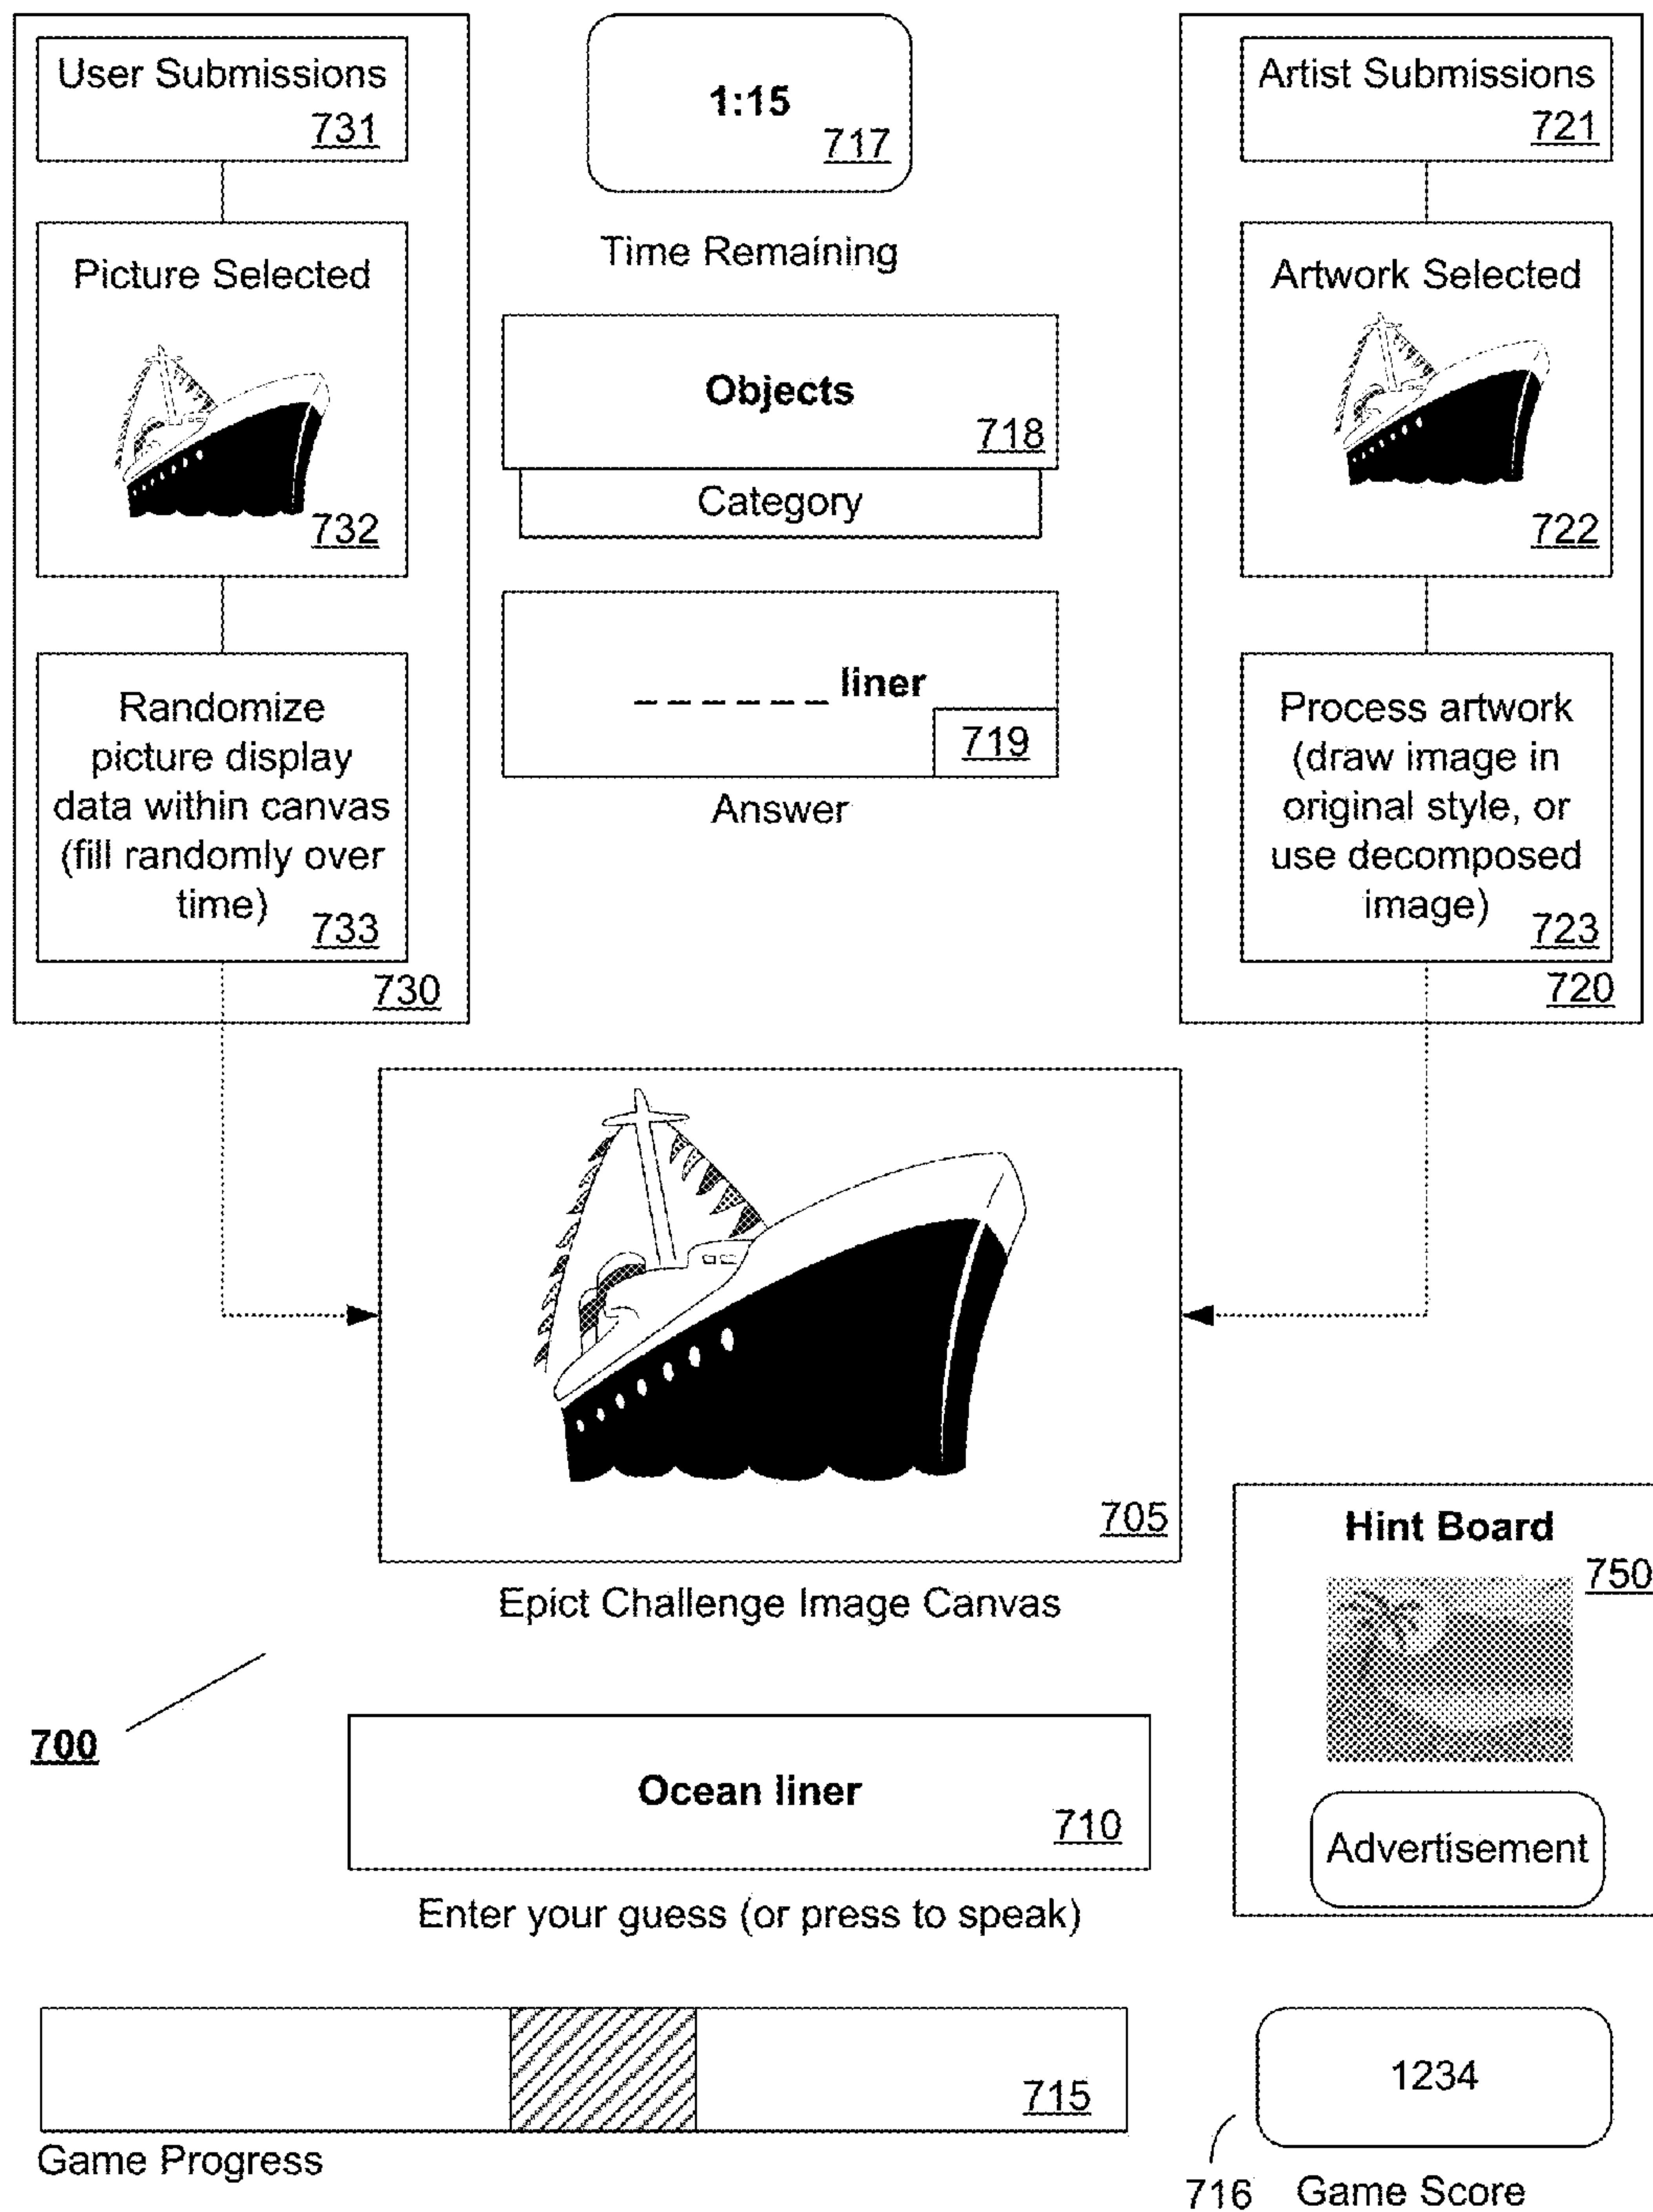 User Submissions
731
Picture Selected
732
Randomize
picture display
data within canvas
(fill randomly over
time)
733
730
1:15
717
Time Remaining
Objects
718
Category
_ _ _ _ _ _ liner
719
Answer
Artist Submissions
721
Artwork Selected
722
Process artwork
(draw image in
original style, or
use decomposed
image)
723
720
705
Epict Challenge Image Canvas
Hint Board
750
Advertisement
700
Ocean liner
710
Enter your guess (or press to speak)
715
Game Progress
1234
716
Game Score